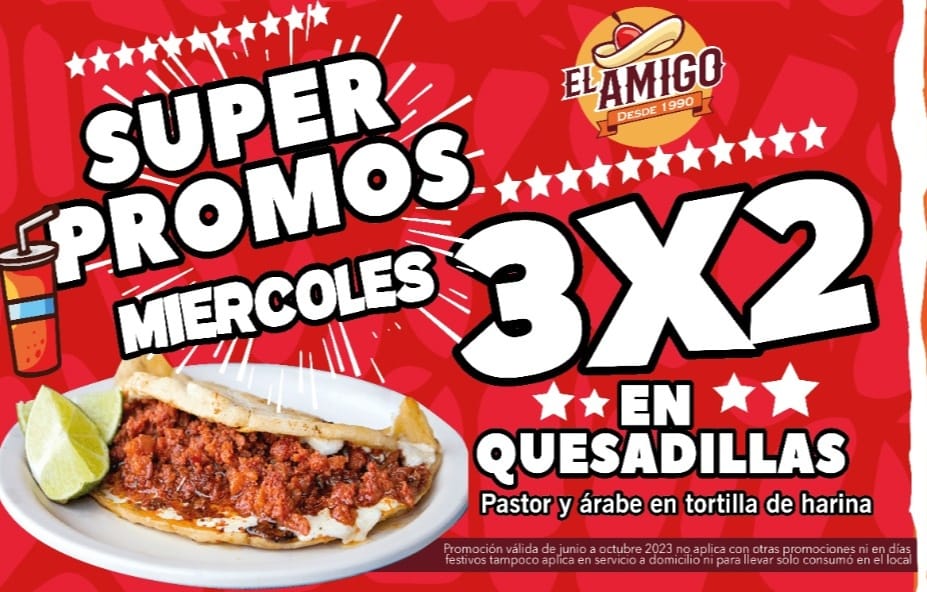 SUPER
PROMOS
MIERCOLES
EL AMIGO
DESDE 1990
3X2
EN
QUESADILLAS
Pastor y árabe en tortilla de harina
Promoción válida de junio a octubre 2023 no aplica con otras promociones ni en días
festivos tampoco aplica en servicio a domicilio ni para llevar solo consumó en el local